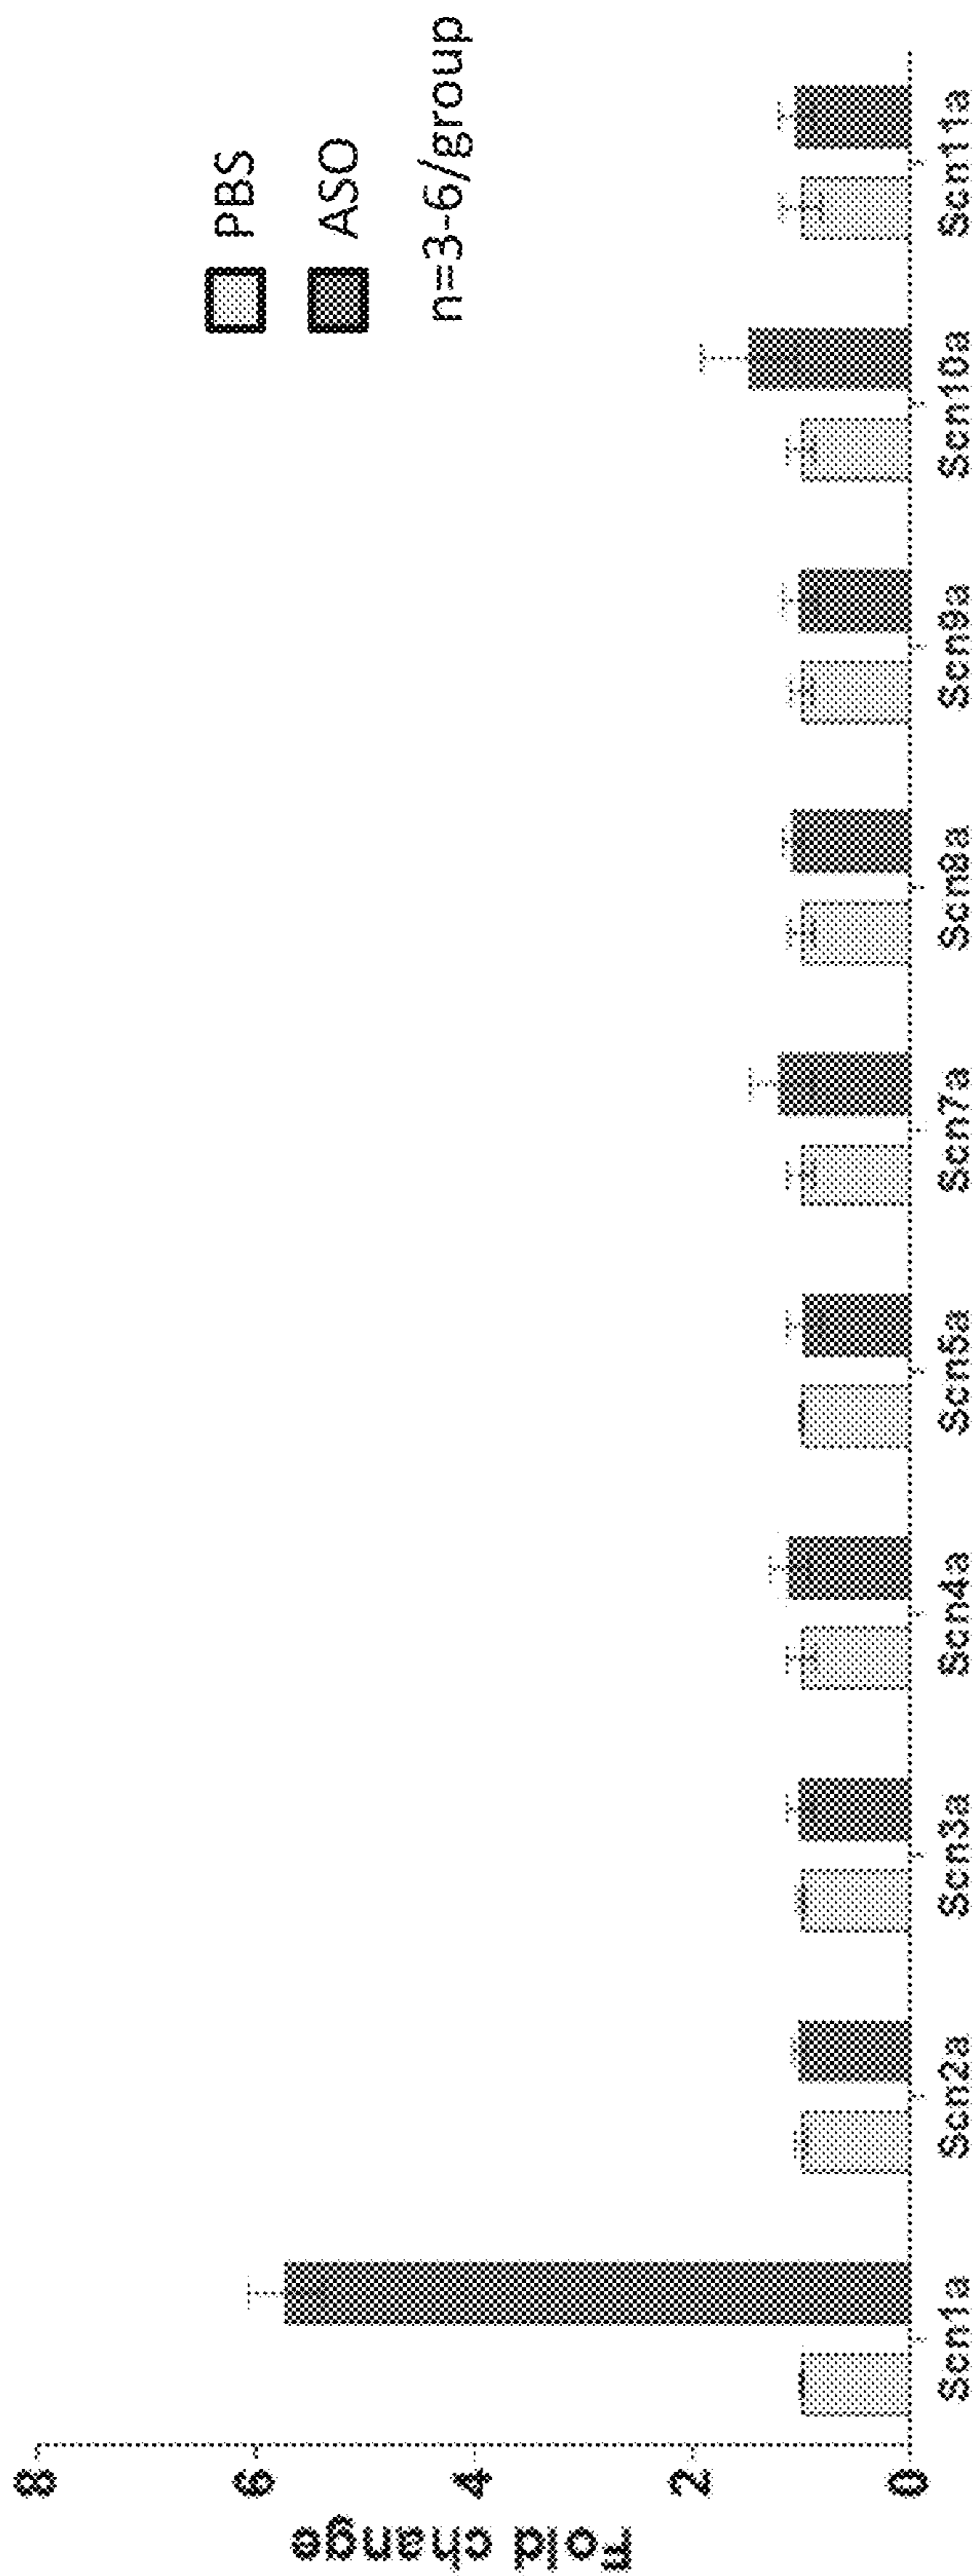 PBS
ASO
n=3-6/group
Fold change
8
6
4
2
0
Scn1a
Scn2a
Scn3a
Scn4a
Scn5a
Scn7a
Scn8a
Scn9a
Scn10a
Scn11a